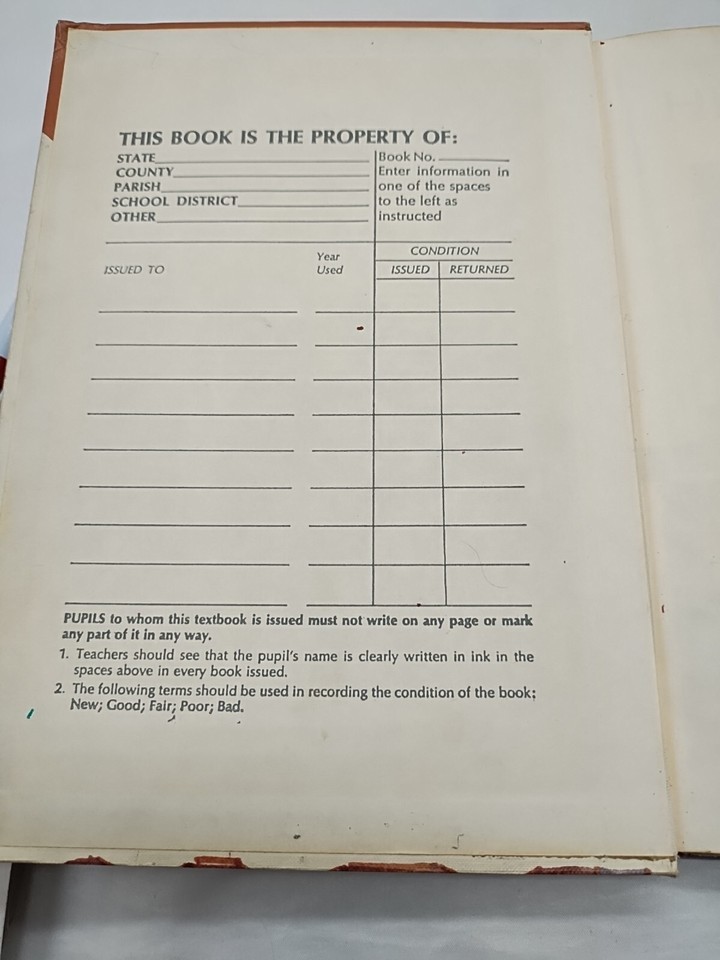 THIS BOOK IS THE PROPERTY OF:
STATE
COUNTY
PARISH
SCHOOL DISTRICT
OTHER
Book No.
Enter information in
one of the spaces
to the left as
instructed
ISSUED TO
Year
Used
CONDITION
ISSUED RETURNED
PUPILS to whom this textbook is issued must not write on any page or mark
any part of it in any way.
1. Teachers should see that the pupil's name is clearly written in ink in the
spaces above in every book issued.
2. The following terms should be used in recording the condition of the book:
New; Good; Fair; Poor; Bad.